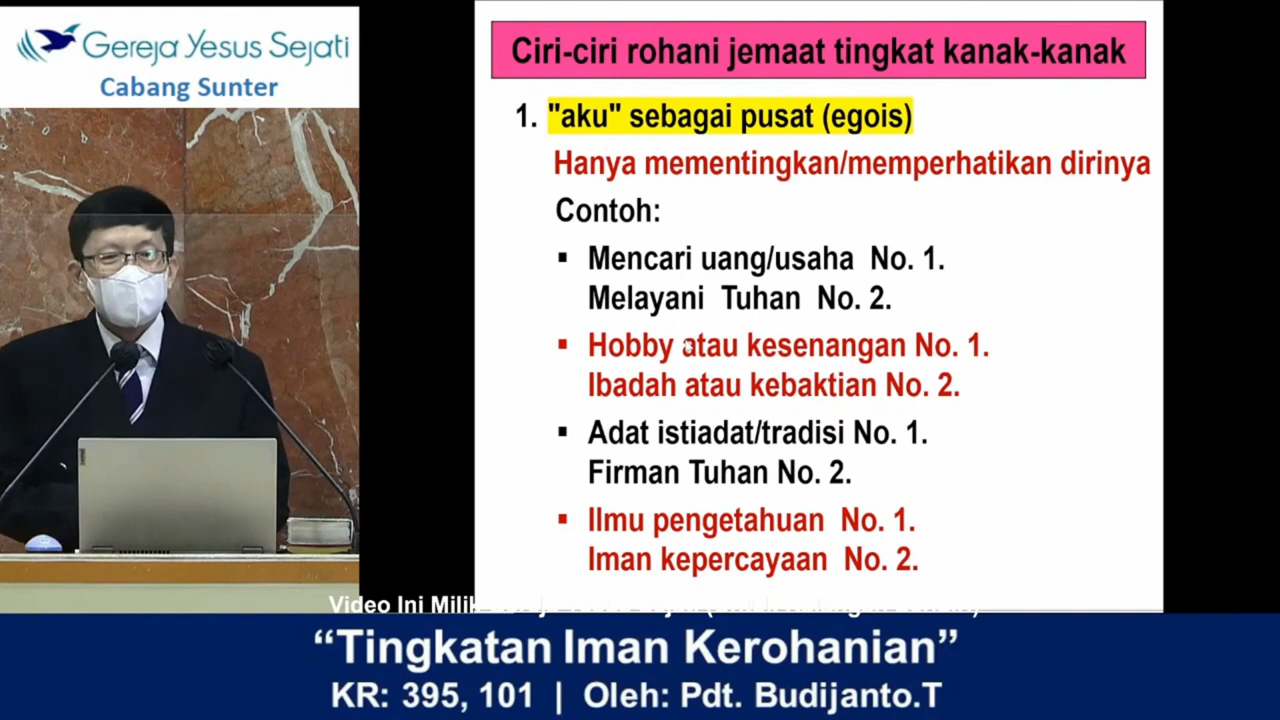 Gereja Yesus Sejati
Cabang Sunter
Ciri-ciri rohani jemaat tingkat kanak-kanak
1. "aku" sebagai pusat (egois)
Hanya mementingkan/memperhatikan dirinya
Contoh:
▪ Mencari uang/usaha No. 1.
Melayani Tuhan No. 2.
▪ Hobby atau kesenangan No. 1.
Ibadah atau kebaktian No. 2.
▪ Adat istiadat/tradisi No. 1.
Firman Tuhan No. 2.
▪ Ilmu pengetahuan No. 1.
Iman kepercayaan No. 2.
Video Ini Milik
“Tingkatan Iman Kerohanian”
KR: 395, 101 | Oleh: Pdt. Budijanto.T